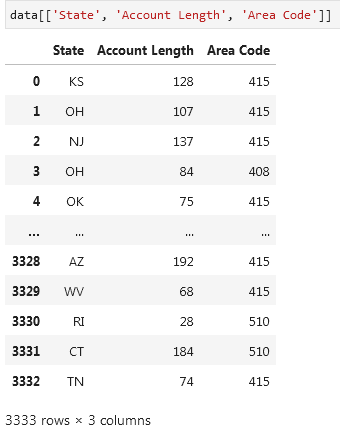 data[['State', 'Account Length', 'Area Code']]
State Account Length Area Code
0 KS 128 415
1 OH 107 415
2 NJ 137 415
3 OH 84 408
4 OK 75 415
... ... ... ...
3328 AZ 192 415
3329 WV 68 415
3330 RI 28 510
3331 CT 184 510
3332 TN 74 415
3333 rows × 3 columns